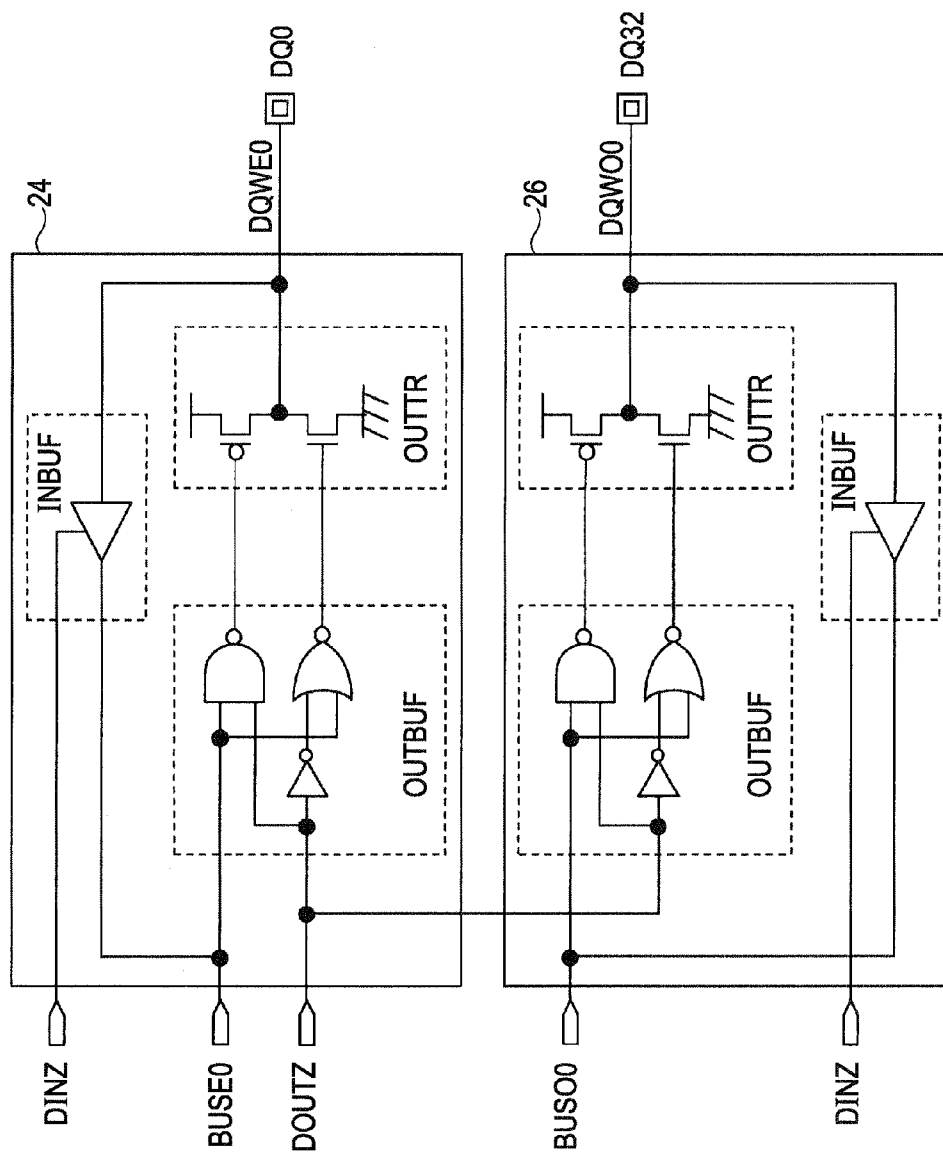 24
DINZ
INBUF
BUSE0
DOUTZ
OUTBUF
OUTTR
DQWE0
DQ0
26
BUSO0
OUTBUF
OUTTR
DQWO0
DQ32
INBUF
DINZ